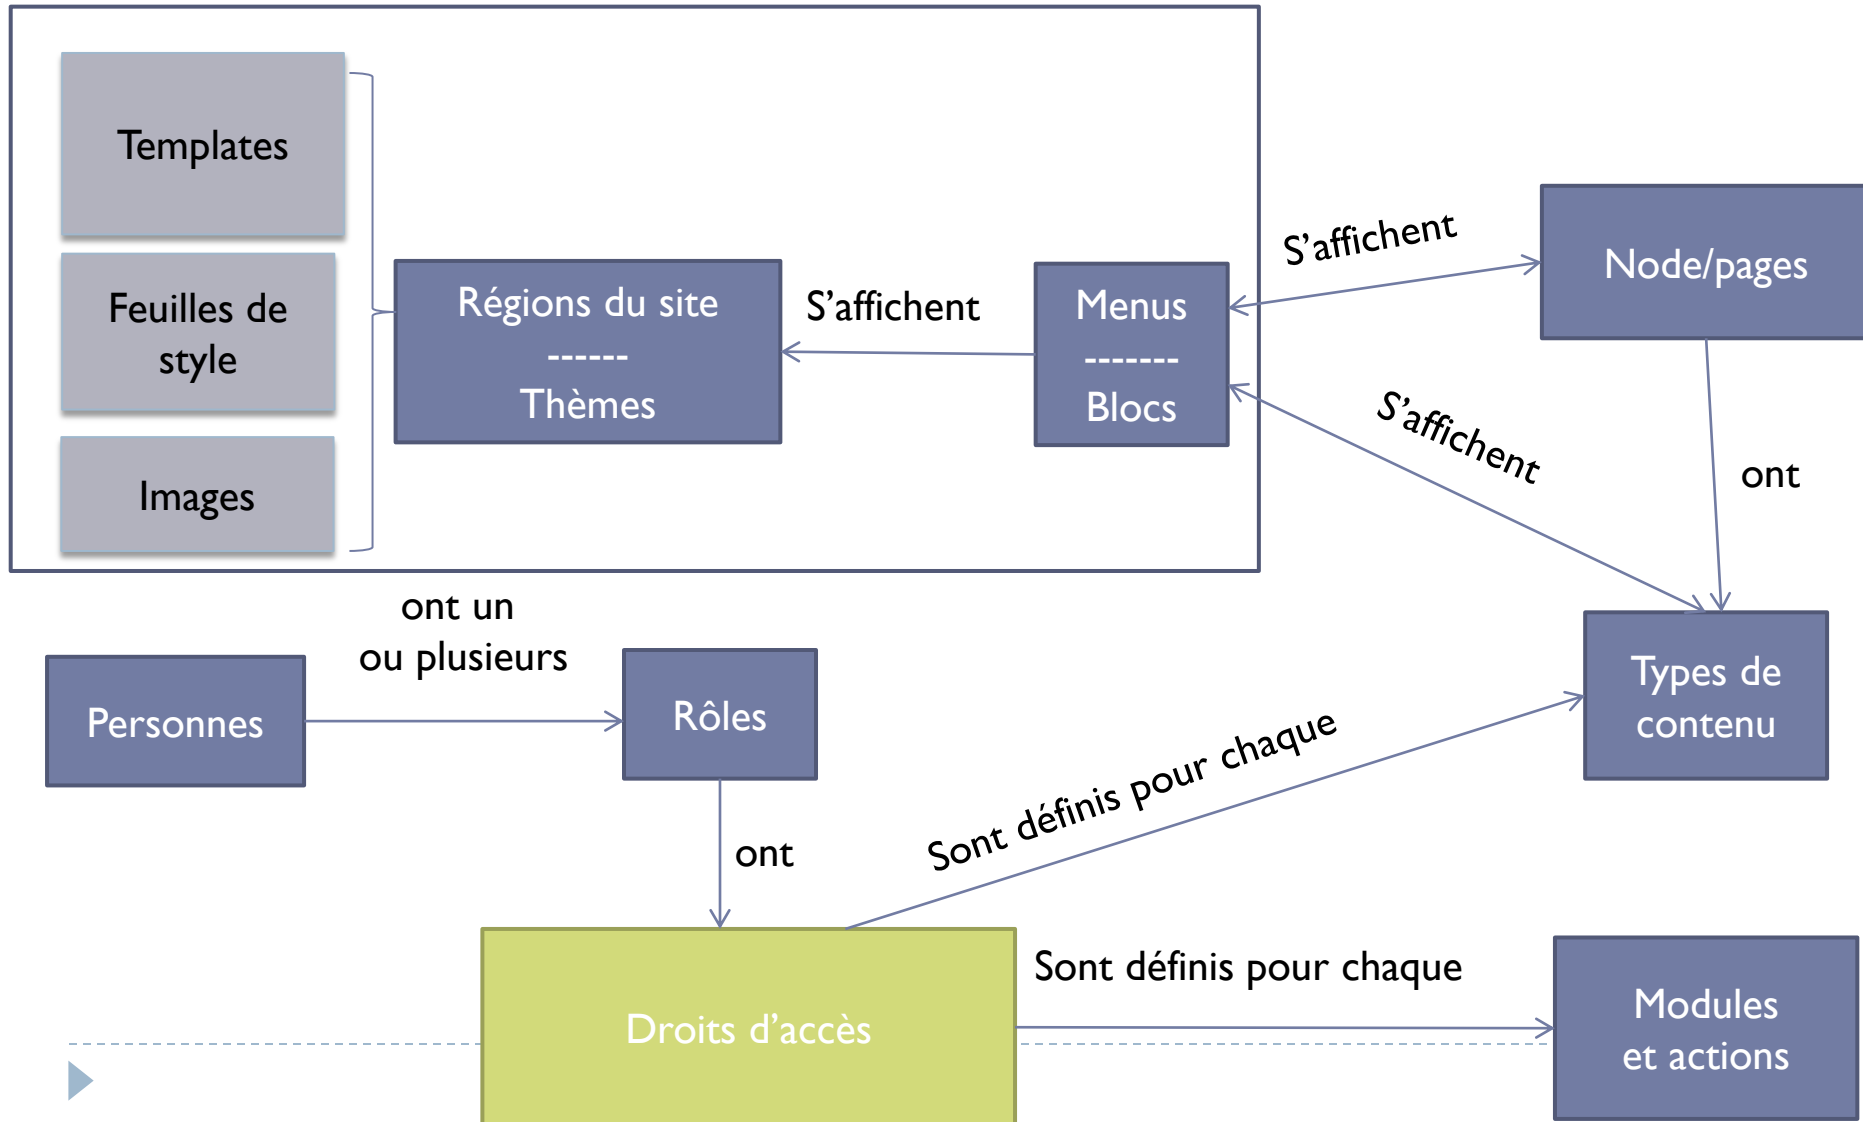 Templates
Feuilles de
style
Images
Régions du site
------
Thèmes
S'affichent
Menus
-------
Blocs
S'affichent
Node/pages
S'affichent
ont
Types de
contenu
Personnes
ont un
ou plusieurs
Rôles
ont
Sont définis pour chaque
Droits d'accès
Sont définis pour chaque
Modules
et actions